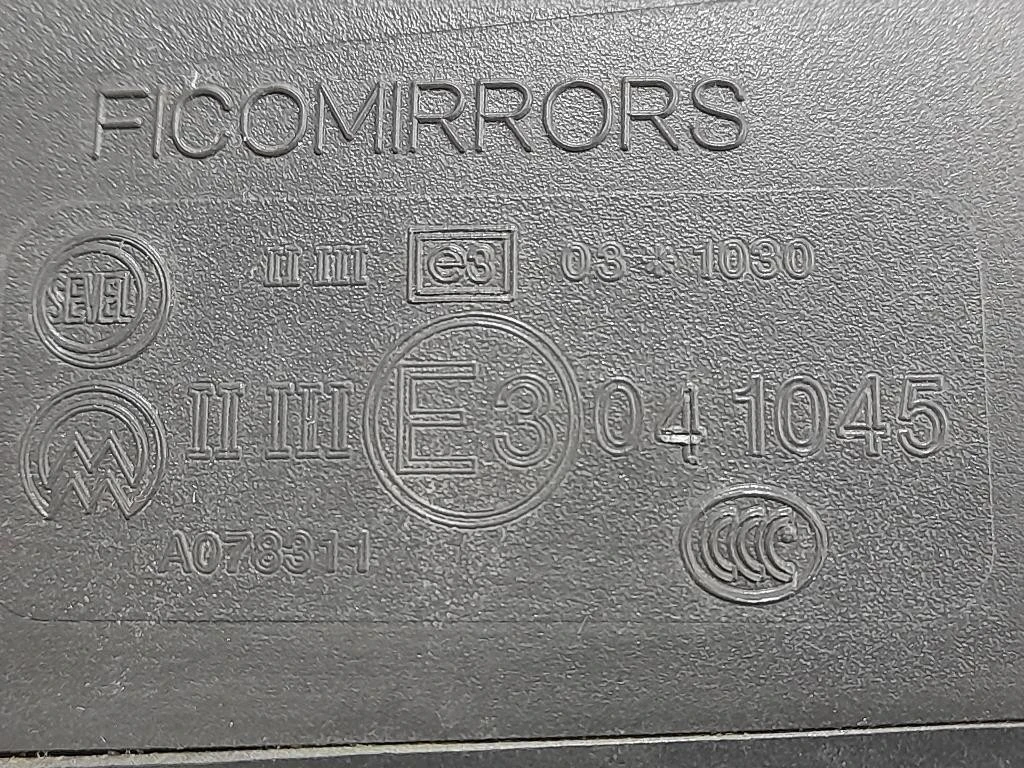 FICOMIRRORS
SEVEL II III e3 03 * 1030
II III E3 04 1045
A078311
CCC